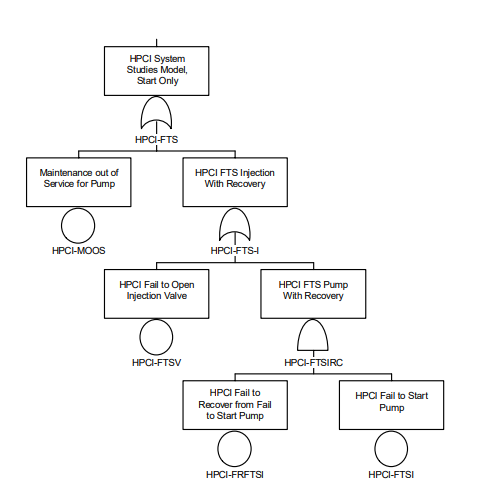 HPCI System
Studies Model,
Start Only
HPCI-FTS
Maintenance out of
Service for Pump
HPCI-MOOS
HPCI FTS Injection
With Recovery
HPCI-FTS-I
HPCI Fail to Open
Injection Valve
HPCI-FTSV
HPCI FTS Pump
With Recovery
HPCI-FTSIRC
HPCI Fail to
Recover from Fail
to Start Pump
HPCI-FRFTSI
HPCI Fail to Start
Pump
HPCI-FTSI